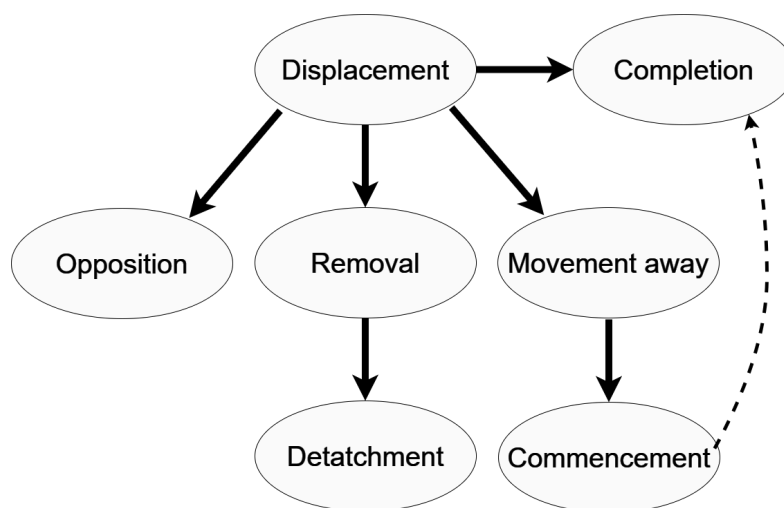 Displacement
Completion
Opposition
Removal
Movement away
Detatchment
Commencement